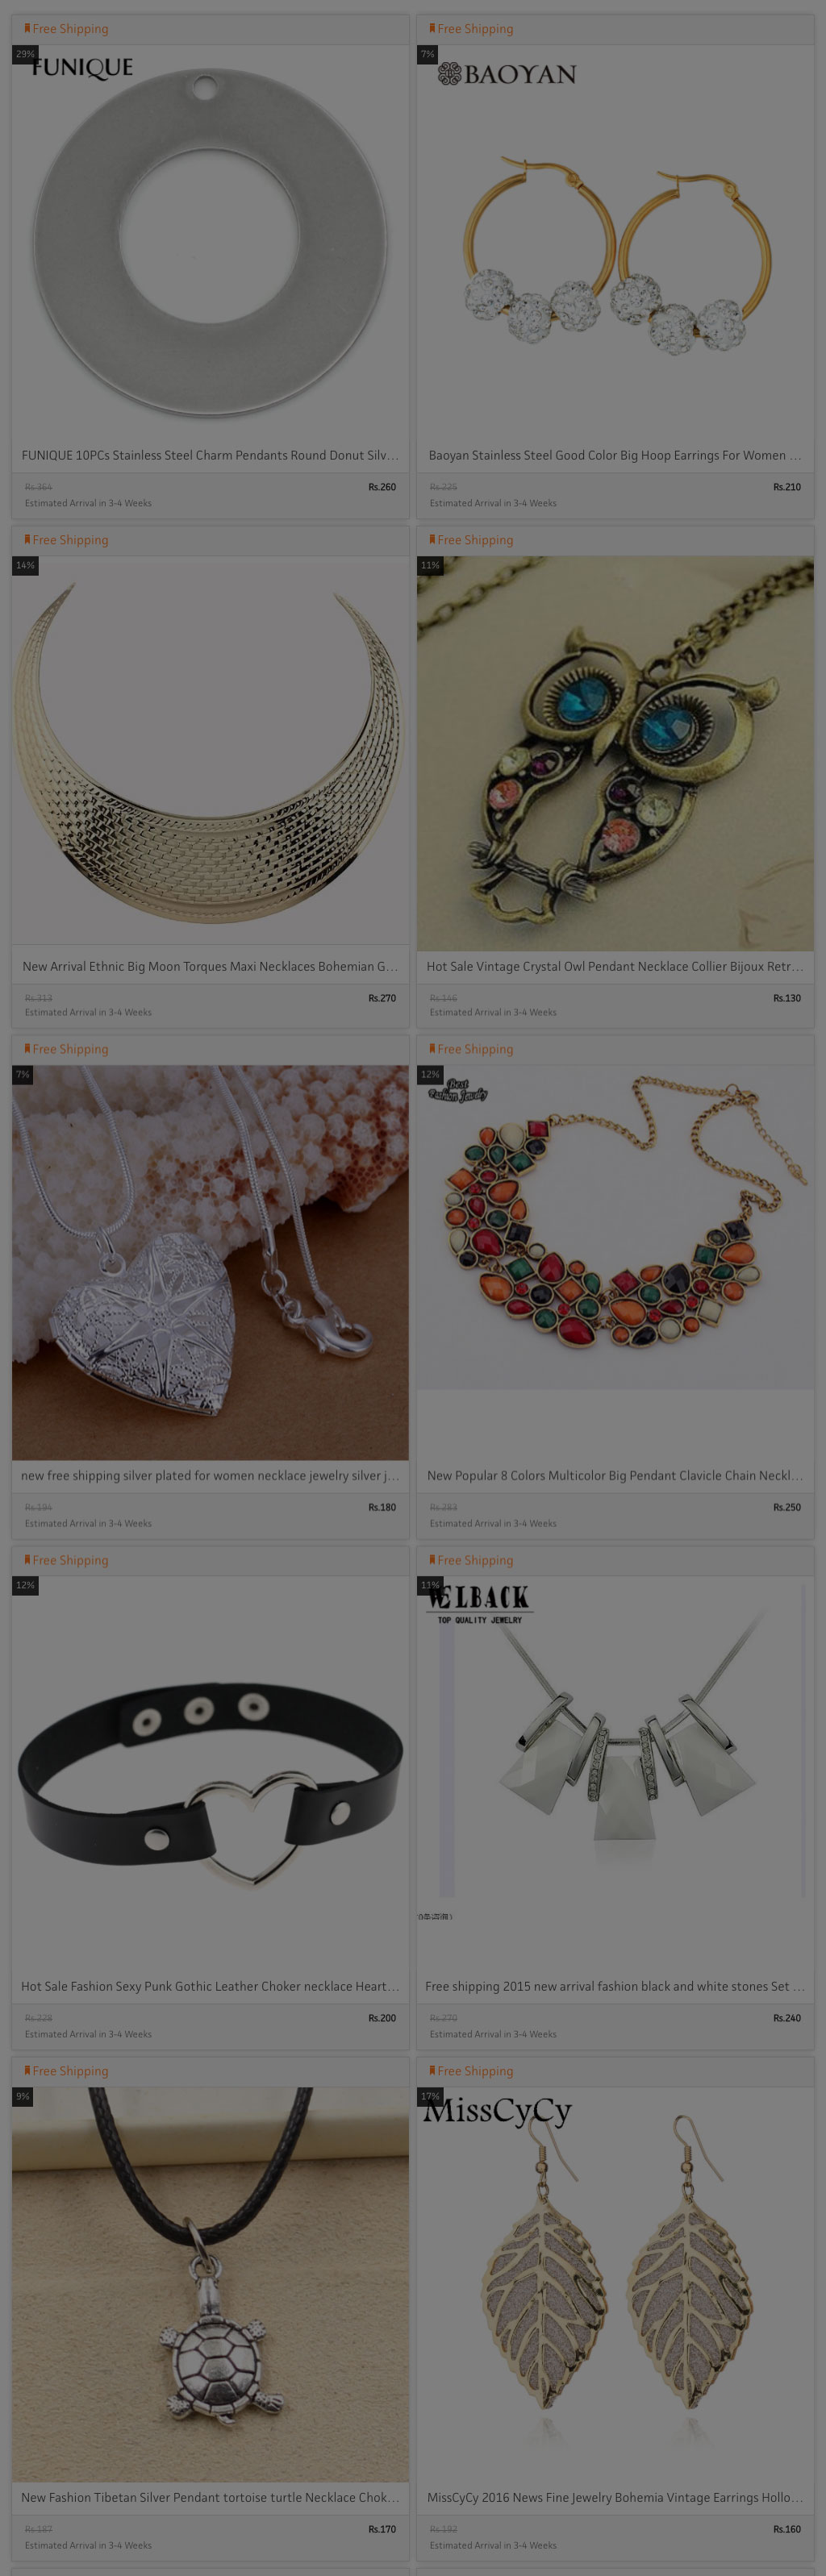 Free Shipping
29%
FUNIQUE
FUNIQUE 10PCs Stainless Steel Charm Pendants Round Donut Silv...
Rs.364
Rs.260
Estimated Arrival in 3-4 Weeks
Free Shipping
7%
BAOYAN
Baoyan Stainless Steel Good Color Big Hoop Earrings For Women ...
Rs.225
Rs.210
Estimated Arrival in 3-4 Weeks
Free Shipping
14%
New Arrival Ethnic Big Moon Torques Maxi Necklaces Bohemian G...
Rs.313
Rs.270
Estimated Arrival in 3-4 Weeks
Free Shipping
11%
Hot Sale Vintage Crystal Owl Pendant Necklace Collier Bijoux Retr...
Rs.146
Rs.130
Estimated Arrival in 3-4 Weeks
Free Shipping
7%
new free shipping silver plated for women necklace jewelry silver j...
Rs.194
Rs.180
Estimated Arrival in 3-4 Weeks
Free Shipping
12%
Best
Fashion Jewelry
New Popular 8 Colors Multicolor Big Pendant Clavicle Chain Neckl...
Rs.283
Rs.250
Estimated Arrival in 3-4 Weeks
Free Shipping
12%
Hot Sale Fashion Sexy Punk Gothic Leather Choker necklace Heart...
Rs.228
Rs.200
Estimated Arrival in 3-4 Weeks
Free Shipping
11%
WELBACK
TOP QUALITY JEWELRY
Free shipping 2015 new arrival fashion black and white stones Set ...
Rs.270
Rs.240
Estimated Arrival in 3-4 Weeks
Free Shipping
9%
New Fashion Tibetan Silver Pendant tortoise turtle Necklace Chok...
Rs.187
Rs.170
Estimated Arrival in 3-4 Weeks
Free Shipping
17%
MissCyCy
MissCyCy 2016 News Fine Jewelry Bohemia Vintage Earrings Hollo...
Rs.192
Rs.160
Estimated Arrival in 3-4 Weeks